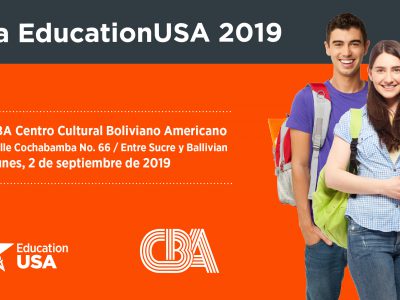 a EducationUSA 2019
BA Centro Cultural Boliviano Americano
lle Cochabamba No. 66 / Entre Sucre y Ballivian
unes, 2 de septiembre de 2019
Education
USA
CBA